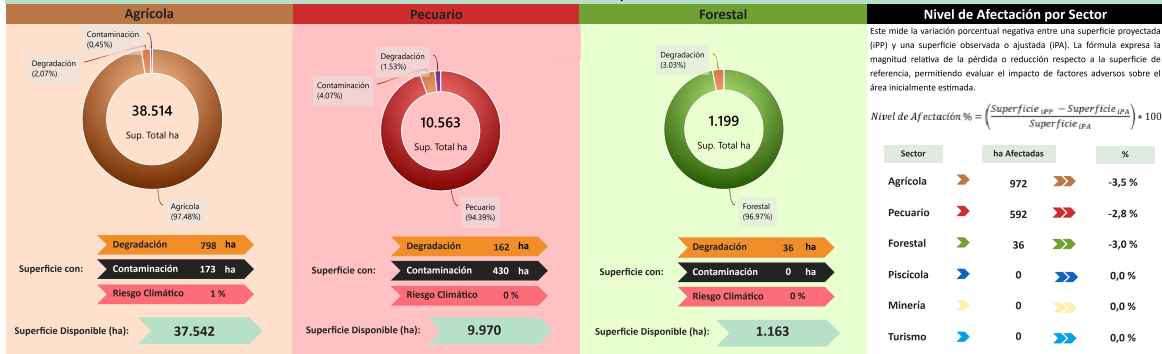 Agrícola
Contaminación
(0,45%)
Degradación
(2,07%)
38.514
Sup. Total ha
Agrícola
(97,48%)
Superficie con:
Degradación 798 ha
Contaminación 173 ha
Riesgo Climático 1 %
Superficie Disponible (ha): 37.542
Pecuario
Degradación
(1.53%)
Contaminación
(4.07%)
10.563
Sup. Total ha
Pecuario
(94.39%)
Superficie con:
Degradación 162 ha
Contaminación 430 ha
Riesgo Climático 0 %
Superficie Disponible (ha): 9.970
Forestal
Degradación
(3.03%)
1.199
Sup. Total ha
Forestal
(96.97%)
Superficie con:
Degradación 36 ha
Contaminación 0 ha
Riesgo Climático 0 %
Superficie Disponible (ha): 1.163
Nivel de Afectación por Sector
Este mide la variación porcentual negativa entre una superficie proyectada
(iPP) y una superficie observada o ajustada (iPA). La fórmula expresa la
magnitud relativa de la pérdida o reducción respecto a la superficie de
referencia, permitiendo evaluar el impacto de factores adversos sobre el
área inicialmente estimada.
Nivel de Afectación % = (Superficie iPP − Superficie iPA / Superficie iPA) * 100
Sector ha Afectadas %
Agrícola 972 -3,5 %
Pecuario 592 -2,8 %
Forestal 36 -3,0 %
Piscícola 0 0,0 %
Minería 0 0,0 %
Turismo 0 0,0 %